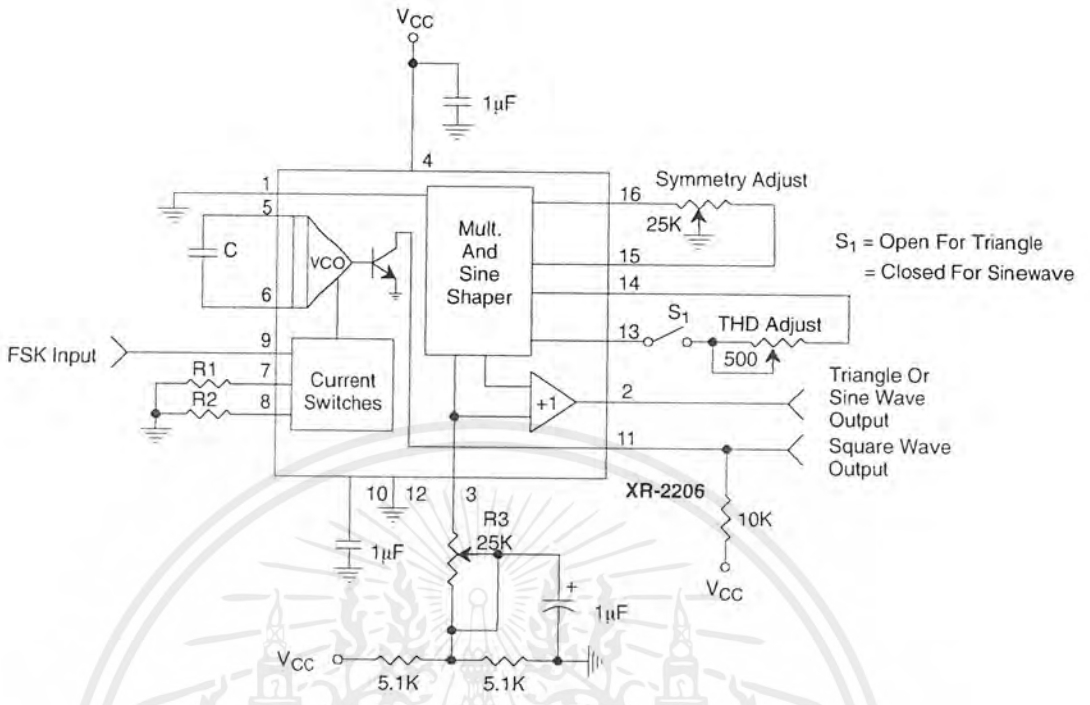 VCC
1µF
4
1
16
Symmetry Adjust
5
25K
C
VCO
Mult.
And
Sine
Shaper
15
S1 = Open For Triangle
= Closed For Sinewave
6
14
S1
THD Adjust
13
500
FSK Input
9
R1
7
R2
8
Current
Switches
+1
2
Triangle Or
Sine Wave
Output
11
Square Wave
Output
10
12
3
XR-2206
1µF
R3
25K
10K
+
1µF
VCC
VCC
5.1K
5.1K